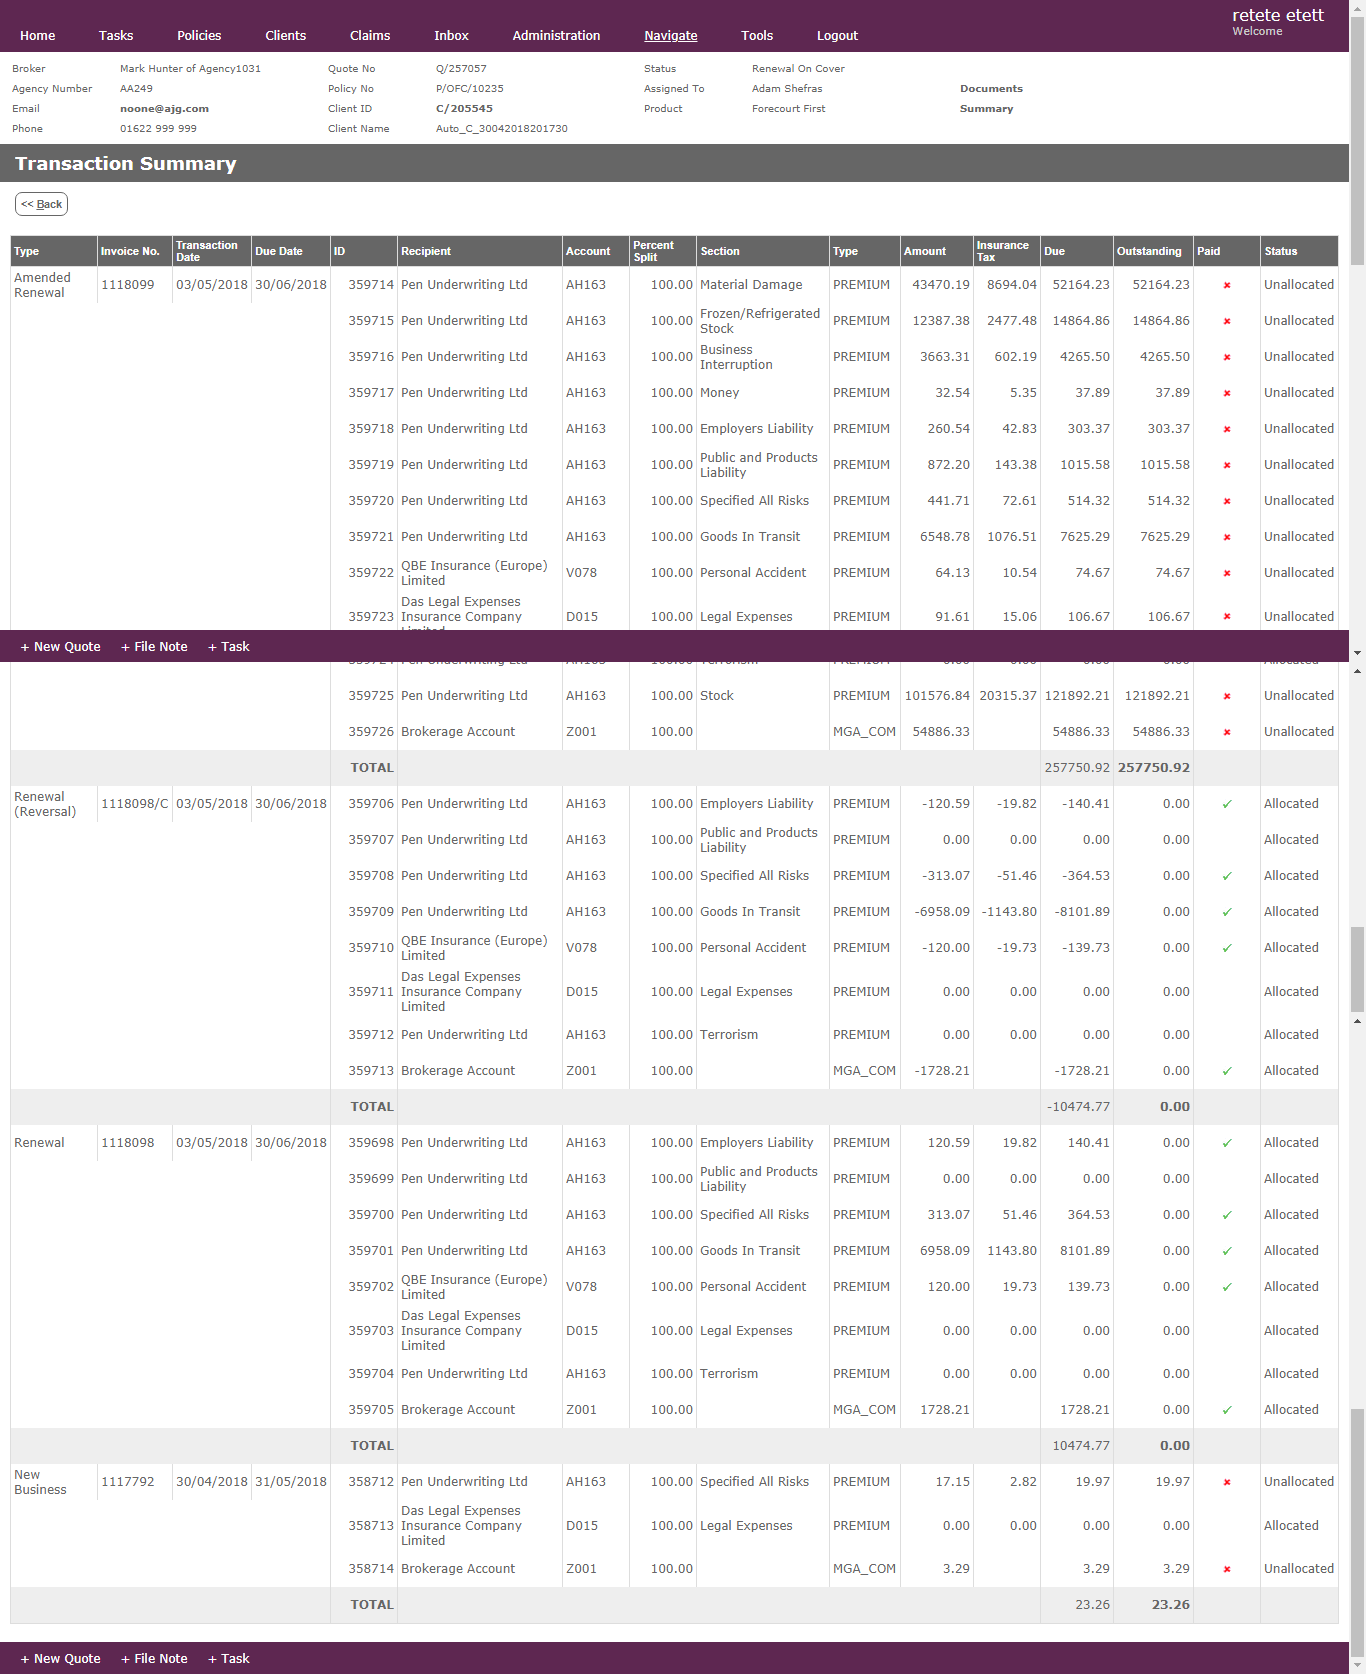 retete etett
Welcome
Home Tasks Policies Clients Claims Inbox Administration Navigate Tools Logout
Broker Mark Hunter of Agency1031 Quote No Q/257057 Status Renewal On Cover
Agency Number AA249 Policy No P/OFC/10235 Assigned To Adam Shefras Documents
Email noone@ajg.com Client ID C/205545 Product Forecourt First Summary
Phone 01622 999 999 Client Name Auto_C_30042018201730
Transaction Summary
<< Back
Type Invoice No. Transaction Date Due Date ID Recipient Account Percent Split Section Type Amount Insurance Tax Due Outstanding Paid Status
Amended Renewal 1118099 03/05/2018 30/06/2018 359714 Pen Underwriting Ltd AH163 100.00 Material Damage PREMIUM 43470.19 8694.04 52164.23 52164.23 Unallocated
359715 Pen Underwriting Ltd AH163 100.00 Frozen/Refrigerated Stock PREMIUM 12387.38 2477.48 14864.86 14864.86 Unallocated
359716 Pen Underwriting Ltd AH163 100.00 Business Interruption PREMIUM 3663.31 602.19 4265.50 4265.50 Unallocated
359717 Pen Underwriting Ltd AH163 100.00 Money PREMIUM 32.54 5.35 37.89 37.89 Unallocated
359718 Pen Underwriting Ltd AH163 100.00 Employers Liability PREMIUM 260.54 42.83 303.37 303.37 Unallocated
359719 Pen Underwriting Ltd AH163 100.00 Public and Products Liability PREMIUM 872.20 143.38 1015.58 1015.58 Unallocated
359720 Pen Underwriting Ltd AH163 100.00 Specified All Risks PREMIUM 441.71 72.61 514.32 514.32 Unallocated
359721 Pen Underwriting Ltd AH163 100.00 Goods In Transit PREMIUM 6548.78 1076.51 7625.29 7625.29 Unallocated
359722 QBE Insurance (Europe) Limited V078 100.00 Personal Accident PREMIUM 64.13 10.54 74.67 74.67 Unallocated
359723 Das Legal Expenses Insurance Company D015 100.00 Legal Expenses PREMIUM 91.61 15.06 106.67 106.67 Unallocated
+ New Quote + File Note + Task
359725 Pen Underwriting Ltd AH163 100.00 Stock PREMIUM 101576.84 20315.37 121892.21 121892.21 Unallocated
359726 Brokerage Account Z001 100.00 MGA_COM 54886.33 54886.33 54886.33 Unallocated
TOTAL 257750.92 257750.92
Renewal (Reversal) 1118098/C 03/05/2018 30/06/2018 359706 Pen Underwriting Ltd AH163 100.00 Employers Liability PREMIUM -120.59 -19.82 -140.41 0.00 Allocated
359707 Pen Underwriting Ltd AH163 100.00 Public and Products Liability PREMIUM 0.00 0.00 0.00 0.00 Allocated
359708 Pen Underwriting Ltd AH163 100.00 Specified All Risks PREMIUM -313.07 -51.46 -364.53 0.00 Allocated
359709 Pen Underwriting Ltd AH163 100.00 Goods In Transit PREMIUM -6958.09 -1143.80 -8101.89 0.00 Allocated
359710 QBE Insurance (Europe) Limited V078 100.00 Personal Accident PREMIUM -120.00 -19.73 -139.73 0.00 Allocated
359711 Das Legal Expenses Insurance Company Limited D015 100.00 Legal Expenses PREMIUM 0.00 0.00 0.00 0.00 Allocated
359712 Pen Underwriting Ltd AH163 100.00 Terrorism PREMIUM 0.00 0.00 0.00 0.00 Allocated
359713 Brokerage Account Z001 100.00 MGA_COM -1728.21 -1728.21 0.00 Allocated
TOTAL -10474.77 0.00
Renewal 1118098 03/05/2018 30/06/2018 359698 Pen Underwriting Ltd AH163 100.00 Employers Liability PREMIUM 120.59 19.82 140.41 0.00 Allocated
359699 Pen Underwriting Ltd AH163 100.00 Public and Products Liability PREMIUM 0.00 0.00 0.00 0.00 Allocated
359700 Pen Underwriting Ltd AH163 100.00 Specified All Risks PREMIUM 313.07 51.46 364.53 0.00 Allocated
359701 Pen Underwriting Ltd AH163 100.00 Goods In Transit PREMIUM 6958.09 1143.80 8101.89 0.00 Allocated
359702 QBE Insurance (Europe) Limited V078 100.00 Personal Accident PREMIUM 120.00 19.73 139.73 0.00 Allocated
359703 Das Legal Expenses Insurance Company Limited D015 100.00 Legal Expenses PREMIUM 0.00 0.00 0.00 0.00 Allocated
359704 Pen Underwriting Ltd AH163 100.00 Terrorism PREMIUM 0.00 0.00 0.00 0.00 Allocated
359705 Brokerage Account Z001 100.00 MGA_COM 1728.21 1728.21 0.00 Allocated
TOTAL 10474.77 0.00
New Business 1117792 30/04/2018 31/05/2018 358712 Pen Underwriting Ltd AH163 100.00 Specified All Risks PREMIUM 17.15 2.82 19.97 19.97 Unallocated
358713 Das Legal Expenses Insurance Company Limited D015 100.00 Legal Expenses PREMIUM 0.00 0.00 0.00 0.00 Allocated
358714 Brokerage Account Z001 100.00 MGA_COM 3.29 3.29 3.29 Unallocated
TOTAL 23.26 23.26
+ New Quote + File Note + Task